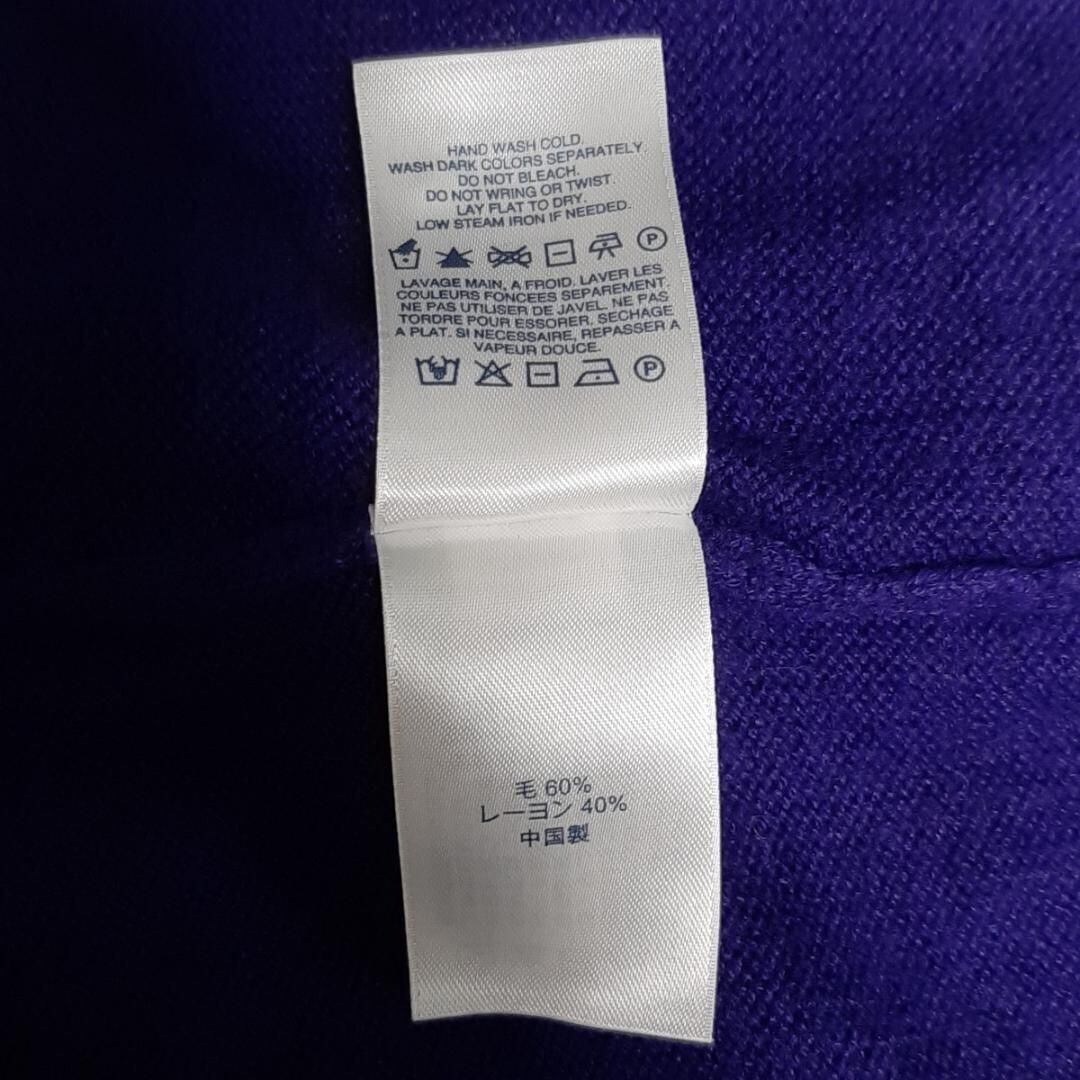 HAND WASH COLD
WASH DARK COLORS SEPARATELY.
DO NOT BLEACH.
DO NOT WRING OR TWIST.
LAY FLAT TO DRY.
LOW STEAM IRON IF NEEDED.
P
LAVAGE MAIN, A FROID. LAVER LES
COULEURS FONCEES SEPAREMENT.
NE PAS UTILISER DE JAVEL. NE PAS
TORDRE POUR ESSORER. SECHAGE
A PLAT. SI NECESSAIRE, REPASSER A
VAPEUR DOUCE.
P
毛 60%
レーヨン 40%
中国製